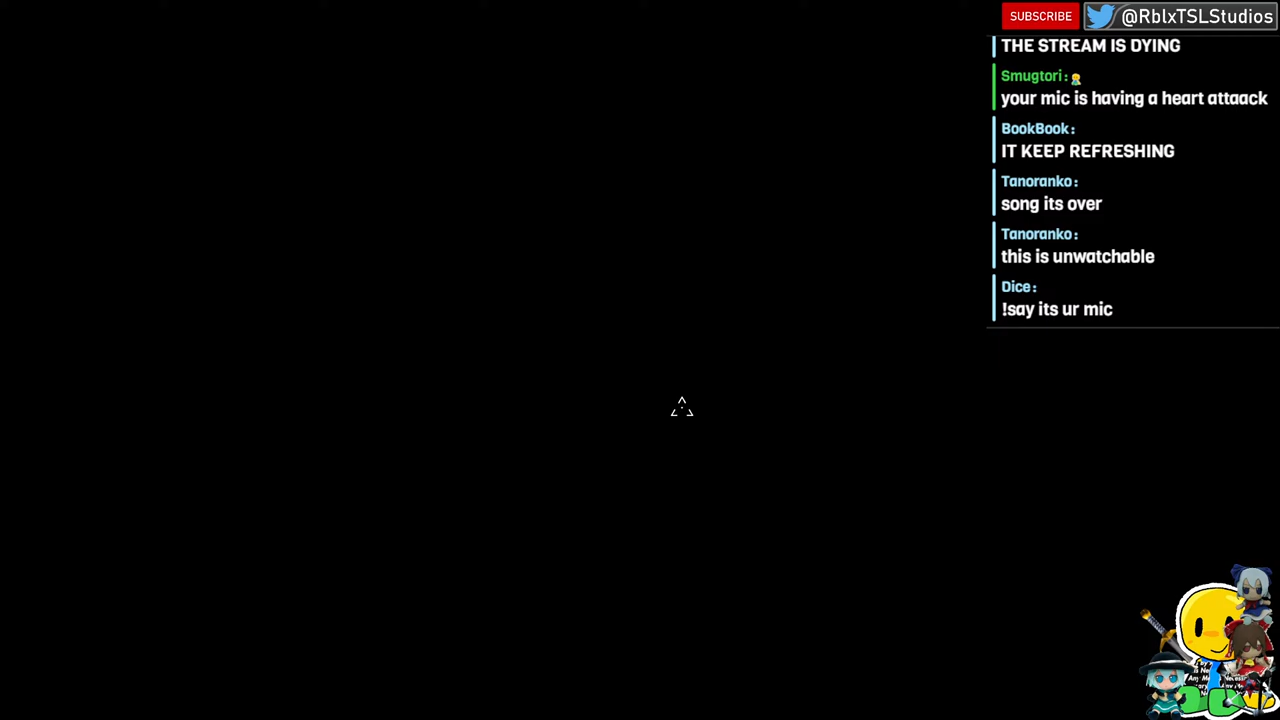 SUBSCRIBE
@RblxTSLStudios
THE STREAM IS DYING
Smugtori:
your mic is having a heart attaack
BookBook:
IT KEEP REFRESHING
Tanoranko:
song its over
Tanoranko:
this is unwatchable
Dice:
!say its ur mic